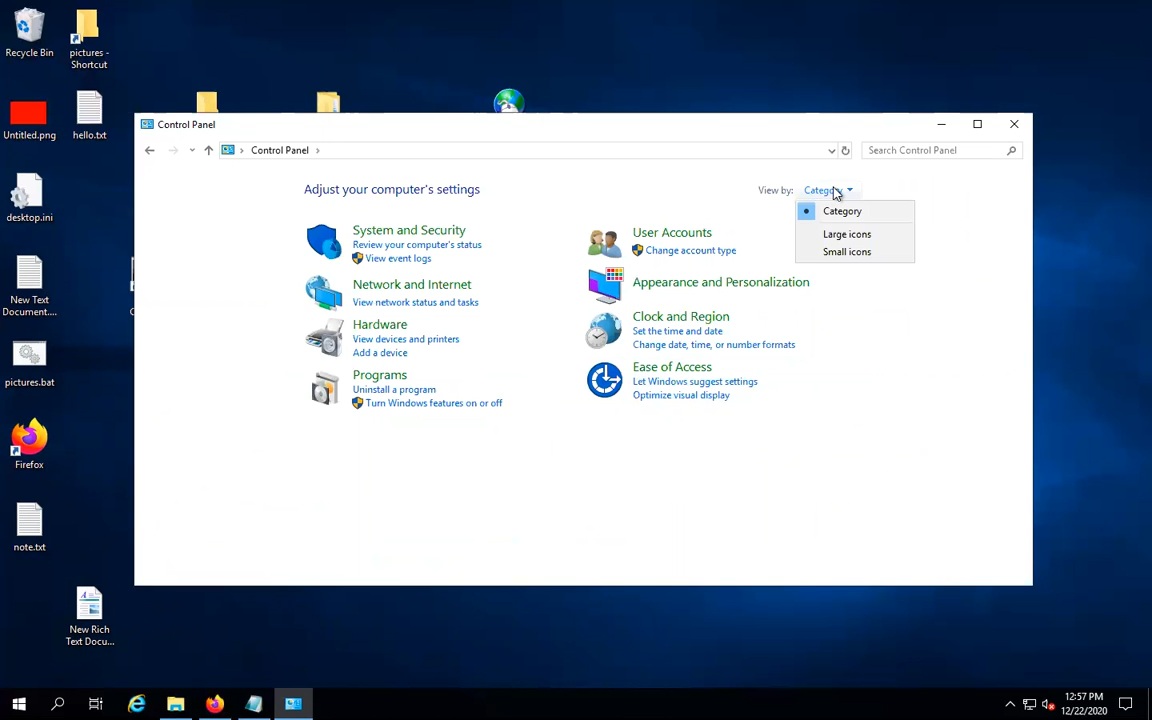 Recycle Bin
pictures -
Shortcut
Untitled.png
hello.txt
desktop.ini
New Text
Document....
pictures.bat
Firefox
note.txt
New Rich
Text Docu...
Control Panel
Control Panel
Search Control Panel
Adjust your computer's settings
View by:
Category
Category
Large icons
Small icons
System and Security
Review your computer's status
View event logs
Network and Internet
View network status and tasks
Hardware
View devices and printers
Add a device
Programs
Uninstall a program
Turn Windows features on or off
User Accounts
Change account type
Appearance and Personalization
Clock and Region
Set the time and date
Change date, time, or number formats
Ease of Access
Let Windows suggest settings
Optimize visual display
12:57 PM
12/22/2020